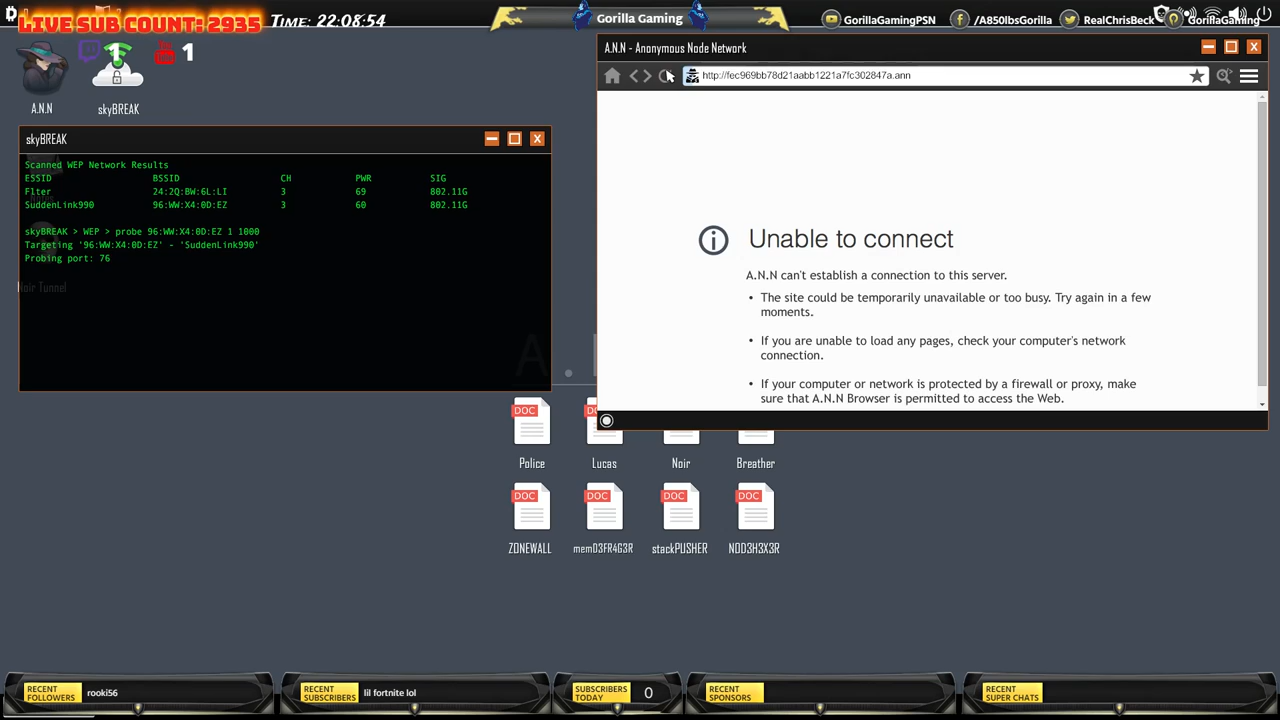 LIVE SUB COUNT: 2935
TIME: 22:08:54
Gorilla Gaming
GorillaGamingPSN
/A850lbsGorilla
RealChrisBeck
GorillaGaming
1
1
A.N.N
skyBREAK
A.N.N - Anonymous Node Network
http://fec969bb78d21aabb1221a7fc302847a.ann
skyBREAK
Scanned WEP Network Results
ESSID BSSID CH PWR SIG
Flter 24:2Q:BW:6L:LI 3 69 802.11G
SuddenLink990 96:WW:X4:0D:EZ 3 60 802.11G
skyBREAK > WEP > probe 96:WW:X4:0D:EZ 1 1000
Targeting '96:WW:X4:0D:EZ' - 'SuddenLink990'
Probing port: 76
Noir Tunnel
Unable to connect
A.N.N can't establish a connection to this server.
• The site could be temporarily unavailable or too busy. Try again in a few
moments.
• If you are unable to load any pages, check your computer's network
connection.
• If your computer or network is protected by a firewall or proxy, make
sure that A.N.N Browser is permitted to access the Web.
DOC
DOC
Police
Lucas
Noir
Breather
DOC
DOC
DOC
DOC
ZONEWALL
memD3FR4G3R
stackPUSHER
NOD3H3X3R
RECENT
FOLLOWERS
rooki56
RECENT
SUBSCRIBERS
lil fortnite lol
SUBSCRIBERS
TODAY
0
RECENT
SPONSORS
RECENT
SUPER CHATS